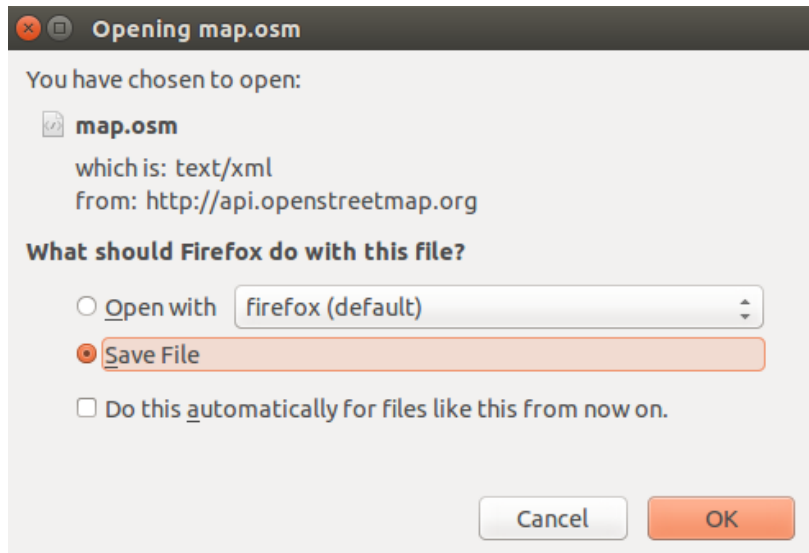 Opening map.osm
You have chosen to open:
map.osm
which is: text/xml
from: http://api.openstreetmap.org
What should Firefox do with this file?
Open with firefox (default)
Save File
Do this automatically for files like this from now on.
Cancel OK